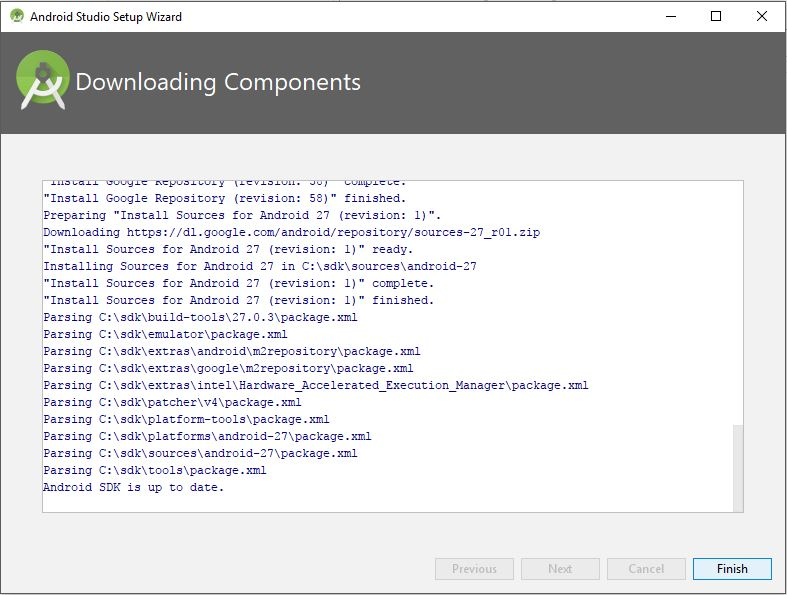 Android Studio Setup Wizard
Downloading Components
"Install Google Repository (revision: 58)" complete.
"Install Google Repository (revision: 58)" finished.
Preparing "Install Sources for Android 27 (revision: 1)".
Downloading https://dl.google.com/android/repository/sources-27_r01.zip
"Install Sources for Android 27 (revision: 1)" ready.
Installing Sources for Android 27 in C:\sdk\sources\android-27
"Install Sources for Android 27 (revision: 1)" complete.
"Install Sources for Android 27 (revision: 1)" finished.
Parsing C:\sdk\build-tools\27.0.3\package.xml
Parsing C:\sdk\emulator\package.xml
Parsing C:\sdk\extras\android\m2repository\package.xml
Parsing C:\sdk\extras\google\m2repository\package.xml
Parsing C:\sdk\extras\intel\Hardware_Accelerated_Execution_Manager\package.xml
Parsing C:\sdk\patcher\v4\package.xml
Parsing C:\sdk\platform-tools\package.xml
Parsing C:\sdk\platforms\android-27\package.xml
Parsing C:\sdk\sources\android-27\package.xml
Parsing C:\sdk\tools\package.xml
Android SDK is up to date.
Previous
Next
Cancel
Finish